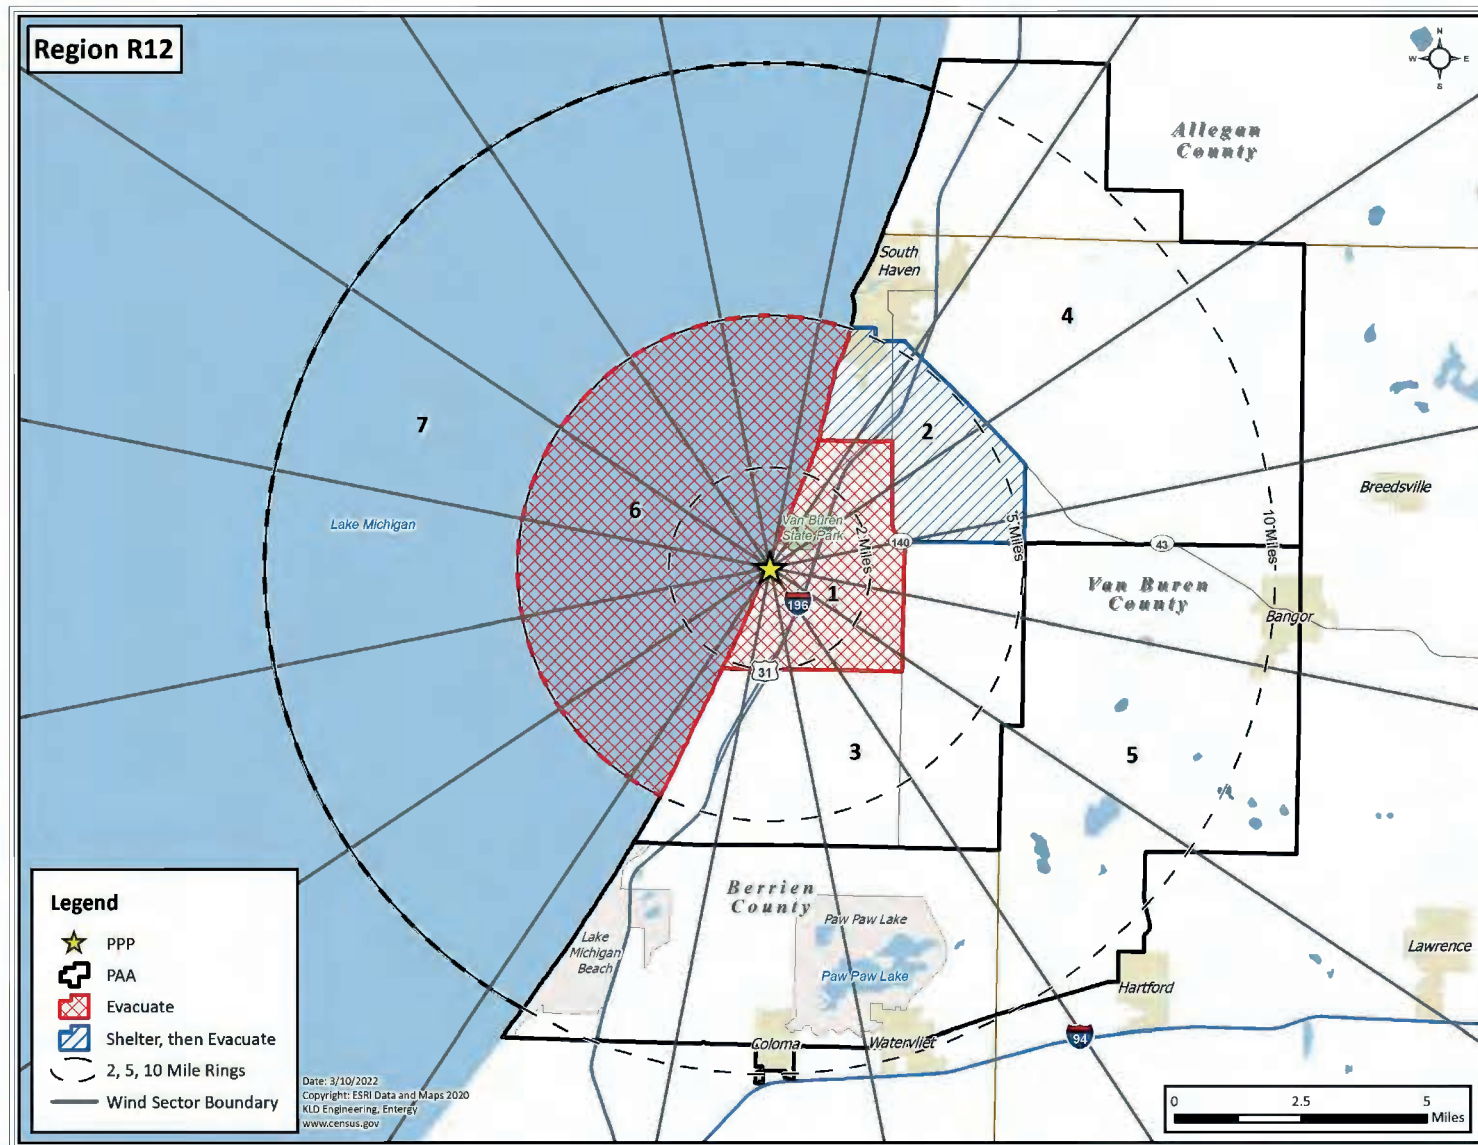 Region R12
N
W
E
S
Allegan
County
South
Haven
4
7
2
6
Lake Michigan
Breedsville
Van Buren
State Park
2 Miles
5 Miles
10 Miles
140
43
Van Buren
County
1
196
Bangor
31
3
5
Berrien
County
Paw Paw Lake
Lake
Michigan
Beach
Paw Paw Lake
Lawrence
Hartford
Coloma
Watervliet
94
Legend
PPP
PAA
Evacuate
Shelter, then Evacuate
2, 5, 10 Mile Rings
Wind Sector Boundary
Date: 3/10/2022
Copyright: ESRI Data and Maps 2020
KLD Engineering, Entergy
www.census.gov
0 2.5 5
Miles